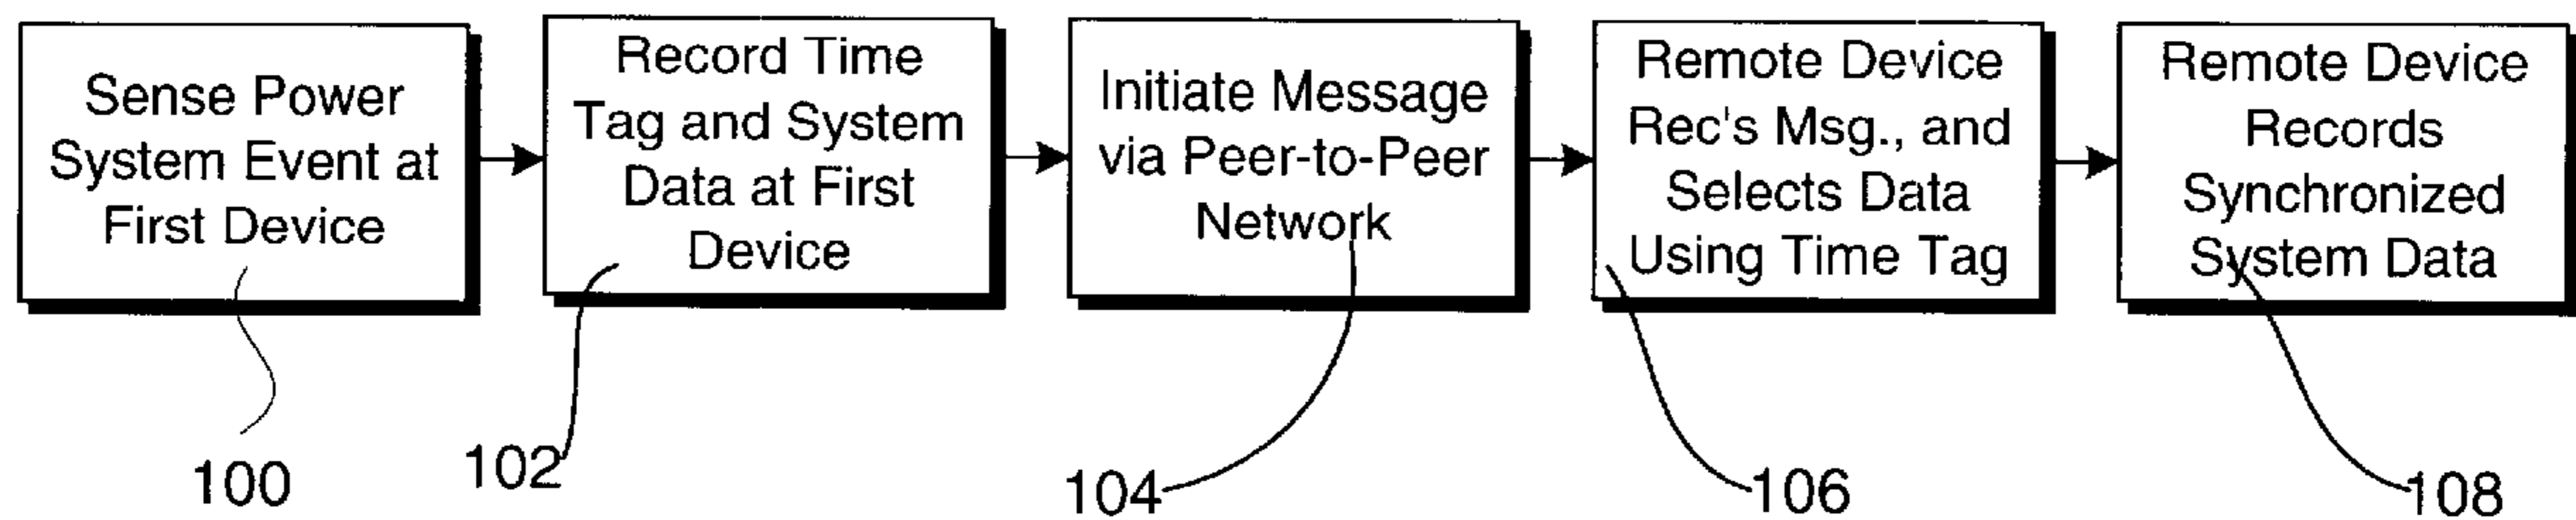 Sense Power
System Event at
First Device
Record Time
Tag and System
Data at First
Device
Initiate Message
via Peer-to-Peer
Network
Remote Device
Rec's Msg., and
Selects Data
Using Time Tag
Remote Device
Records
Synchronized
System Data
100
102
104
106
108